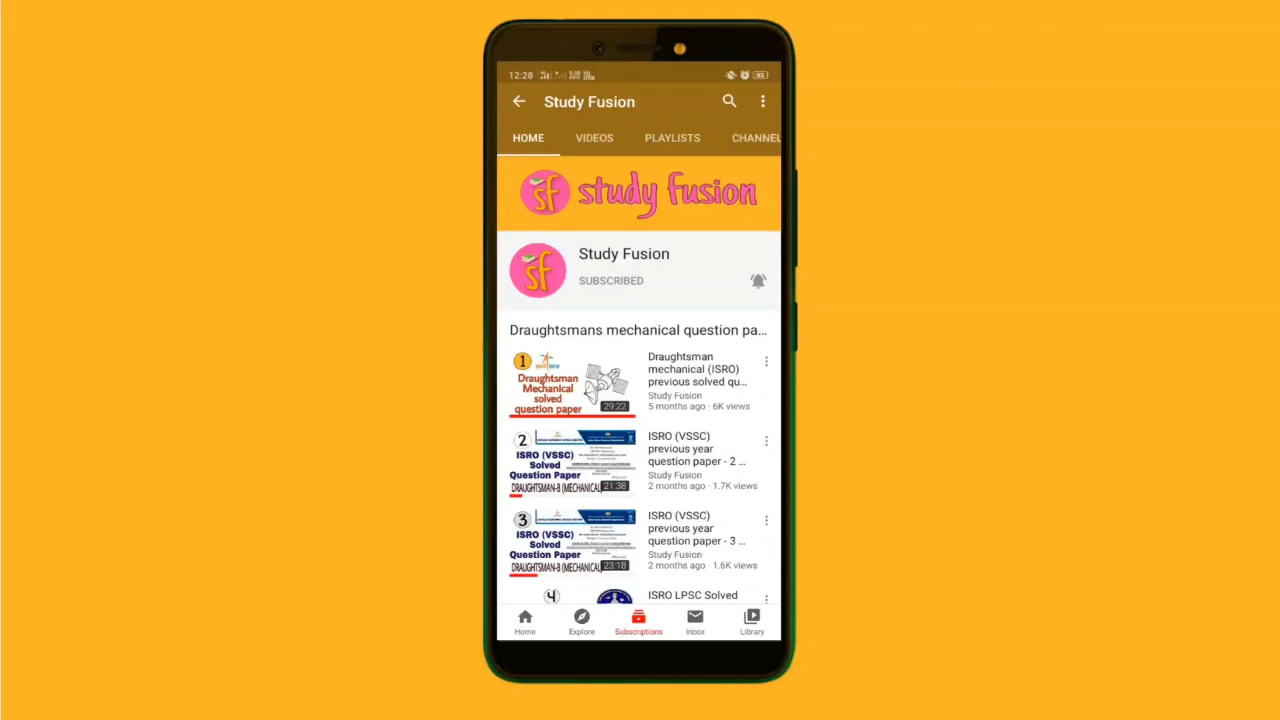 12:28
Study Fusion
HOME VIDEOS PLAYLISTS CHANNEL
sf study fusion
sf
Study Fusion
SUBSCRIBED
Draughtsmans mechanical question pa...
1
Draughtsman
Mechanical
solved
question paper
29:22
Draughtsman
mechanical (ISRO)
previous solved qu...
Study Fusion
5 months ago · 6K views
2
ISRO (VSSC)
Solved
Question Paper
DRAUGHTSMAN-B (MECHANICAL)
21:38
ISRO (VSSC)
previous year
question paper - 2 ...
Study Fusion
2 months ago · 1.7K views
3
ISRO (VSSC)
Solved
Question Paper
DRAUGHTSMAN-B (MECHANICAL)
23:18
ISRO (VSSC)
previous year
question paper - 3 ...
Study Fusion
2 months ago · 1.6K views
4
ISRO LPSC Solved
Home Explore Subscriptions Inbox Library